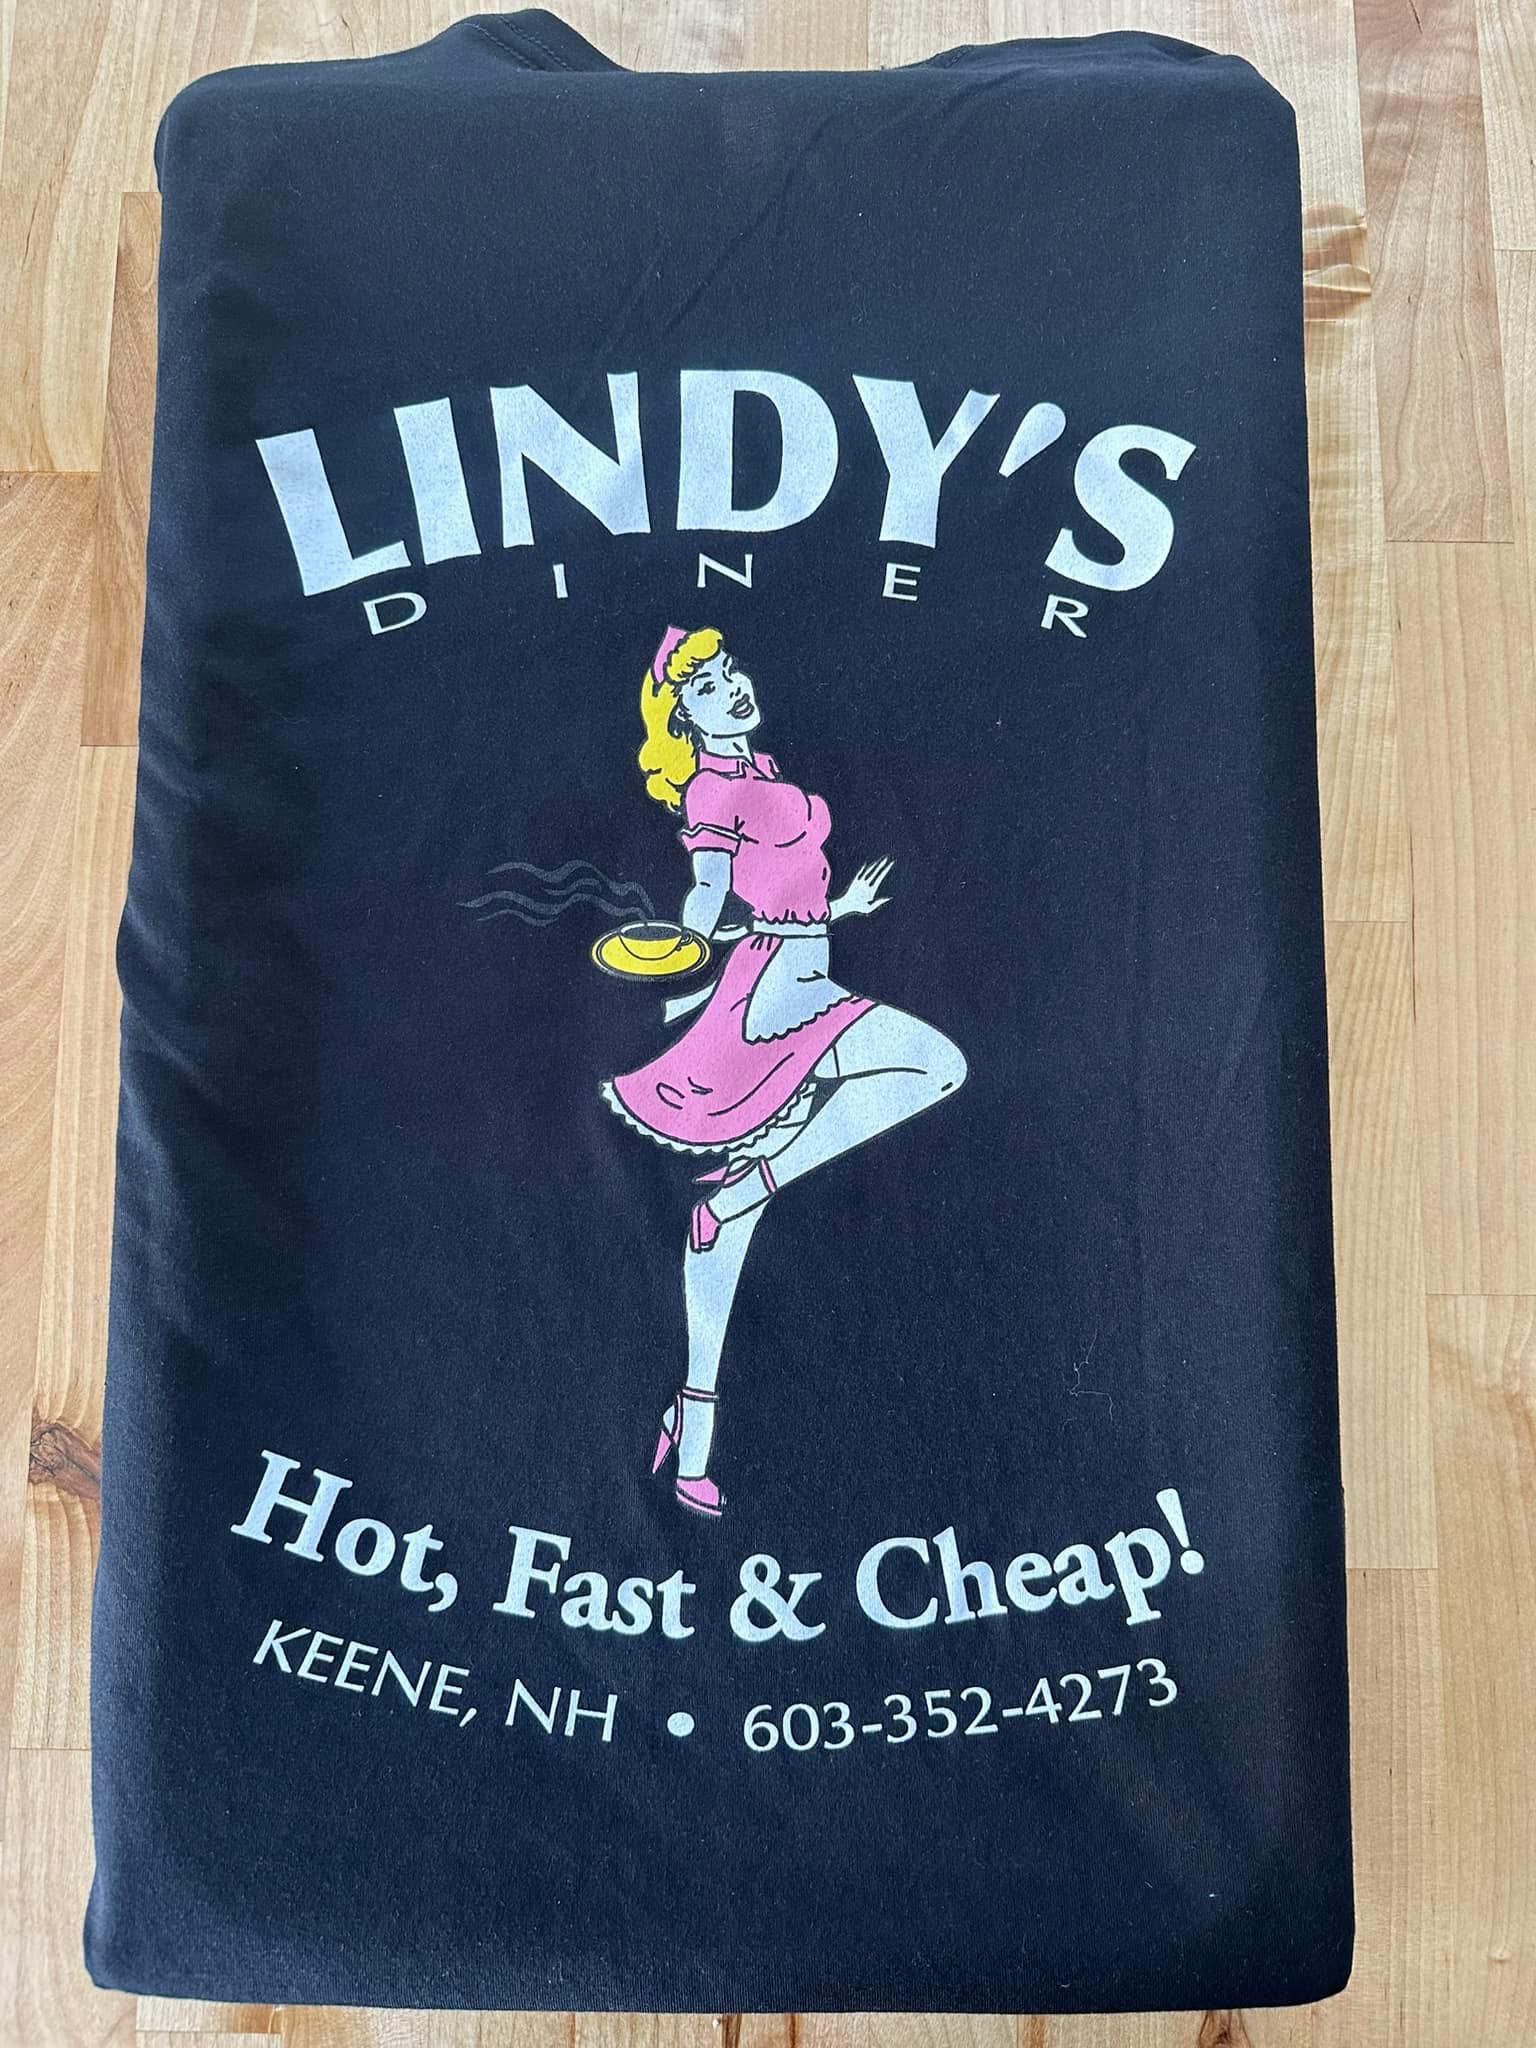 LINDY'S
DINER
Hot, Fast & Cheap!
KEENE, NH • 603-352-4273